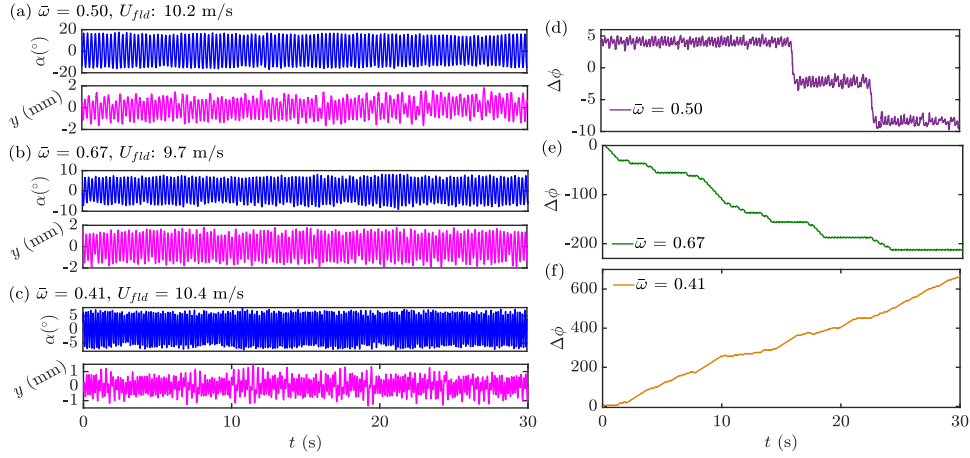 (a) ω̄ = 0.50, U_fld: 10.2 m/s
20
0
-20
α(°)
2
0
-2
y (mm)
(b) ω̄ = 0.67, U_fld: 9.7 m/s
10
0
-10
α(°)
2
0
-2
y (mm)
(c) ω̄ = 0.41, U_fld = 10.4 m/s
5
0
-5
α(°)
1
0
-1
y (mm)
0 10 20 30
t (s)
(d)
5
0
-5
-10
Δϕ
ω̄ = 0.50
(e)
0
-100
-200
Δϕ
ω̄ = 0.67
(f)
600
400
200
0
Δϕ
ω̄ = 0.41
0 10 20 30
t (s)